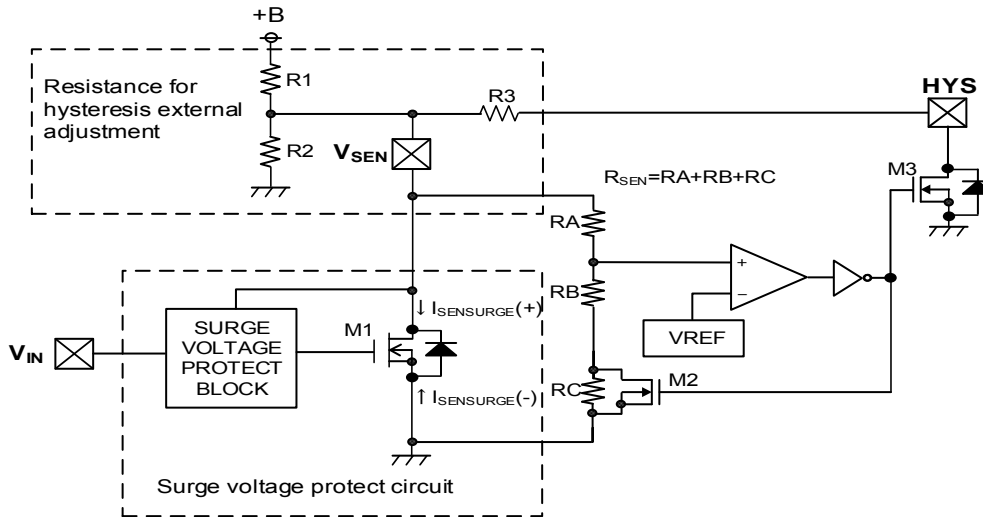 +B
Resistance for
hysteresis external
adjustment
R1
R2
R3
HYS
VSEN
RSEN=RA+RB+RC
M3
RA
RB
+
−
VREF
RC
M2
VIN
SURGE
VOLTAGE
PROTECT
BLOCK
M1
↓ ISENSURGE(+)
↑ ISENSURGE(-)
Surge voltage protect circuit